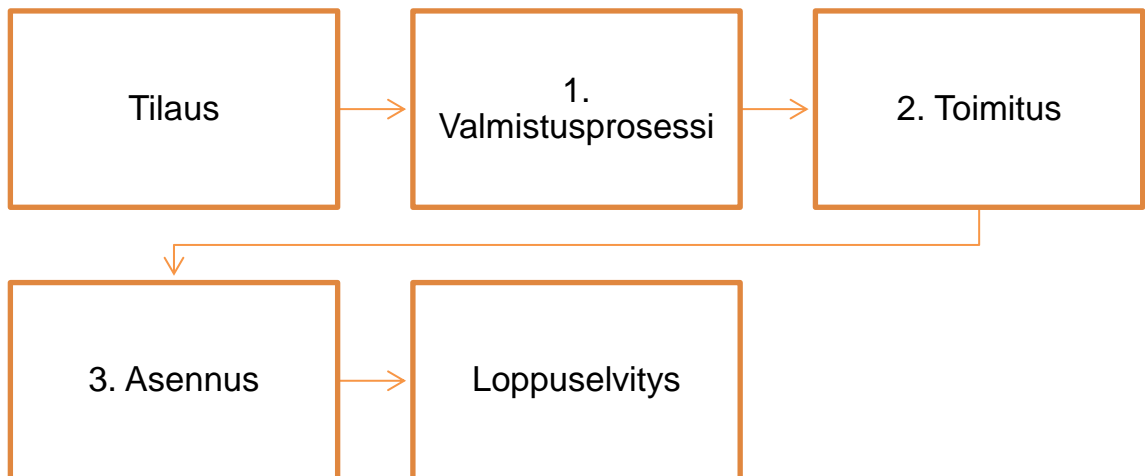 Tilaus
1.
Valmistusprosessi
2. Toimitus
3. Asennus
Loppuselvitys